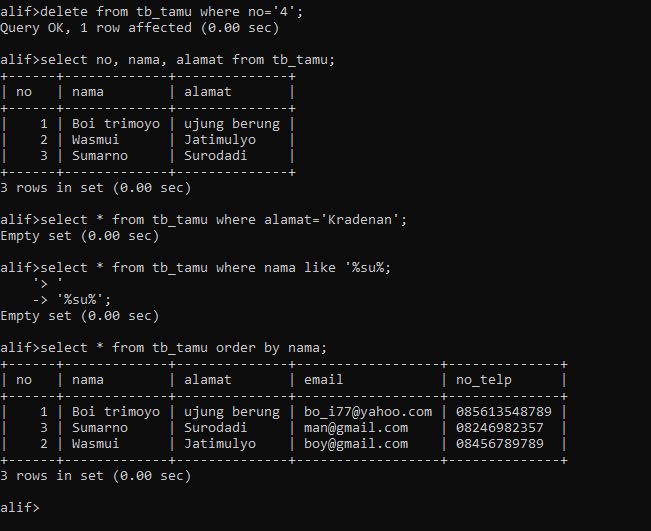 alif>delete from tb_tamu where no='4';
Query OK, 1 row affected (0.00 sec)

alif>select no, nama, alamat from tb_tamu;
+------+-------------+--------------+
| no   | nama        | alamat       |
+------+-------------+--------------+
|    1 | Boi trimoyo | ujung berung |
|    2 | Wasmui      | Jatimulyo    |
|    3 | Sumarno     | Surodadi     |
+------+-------------+--------------+
3 rows in set (0.00 sec)

alif>select * from tb_tamu where alamat='Kradenan';
Empty set (0.00 sec)

alif>select * from tb_tamu where nama like '%su%;
    '> '
    -> '%su%';
Empty set (0.00 sec)

alif>select * from tb_tamu order by nama;
+------+-------------+--------------+------------------+--------------+
| no   | nama        | alamat       | email            | no_telp      |
+------+-------------+--------------+------------------+--------------+
|    1 | Boi trimoyo | ujung berung | bo_i77@yahoo.com | 085613548789 |
|    3 | Sumarno     | Surodadi     | man@gmail.com    | 08246982357  |
|    2 | Wasmui      | Jatimulyo    | boy@gmail.com    | 08456789789  |
+------+-------------+--------------+------------------+--------------+
3 rows in set (0.00 sec)

alif>